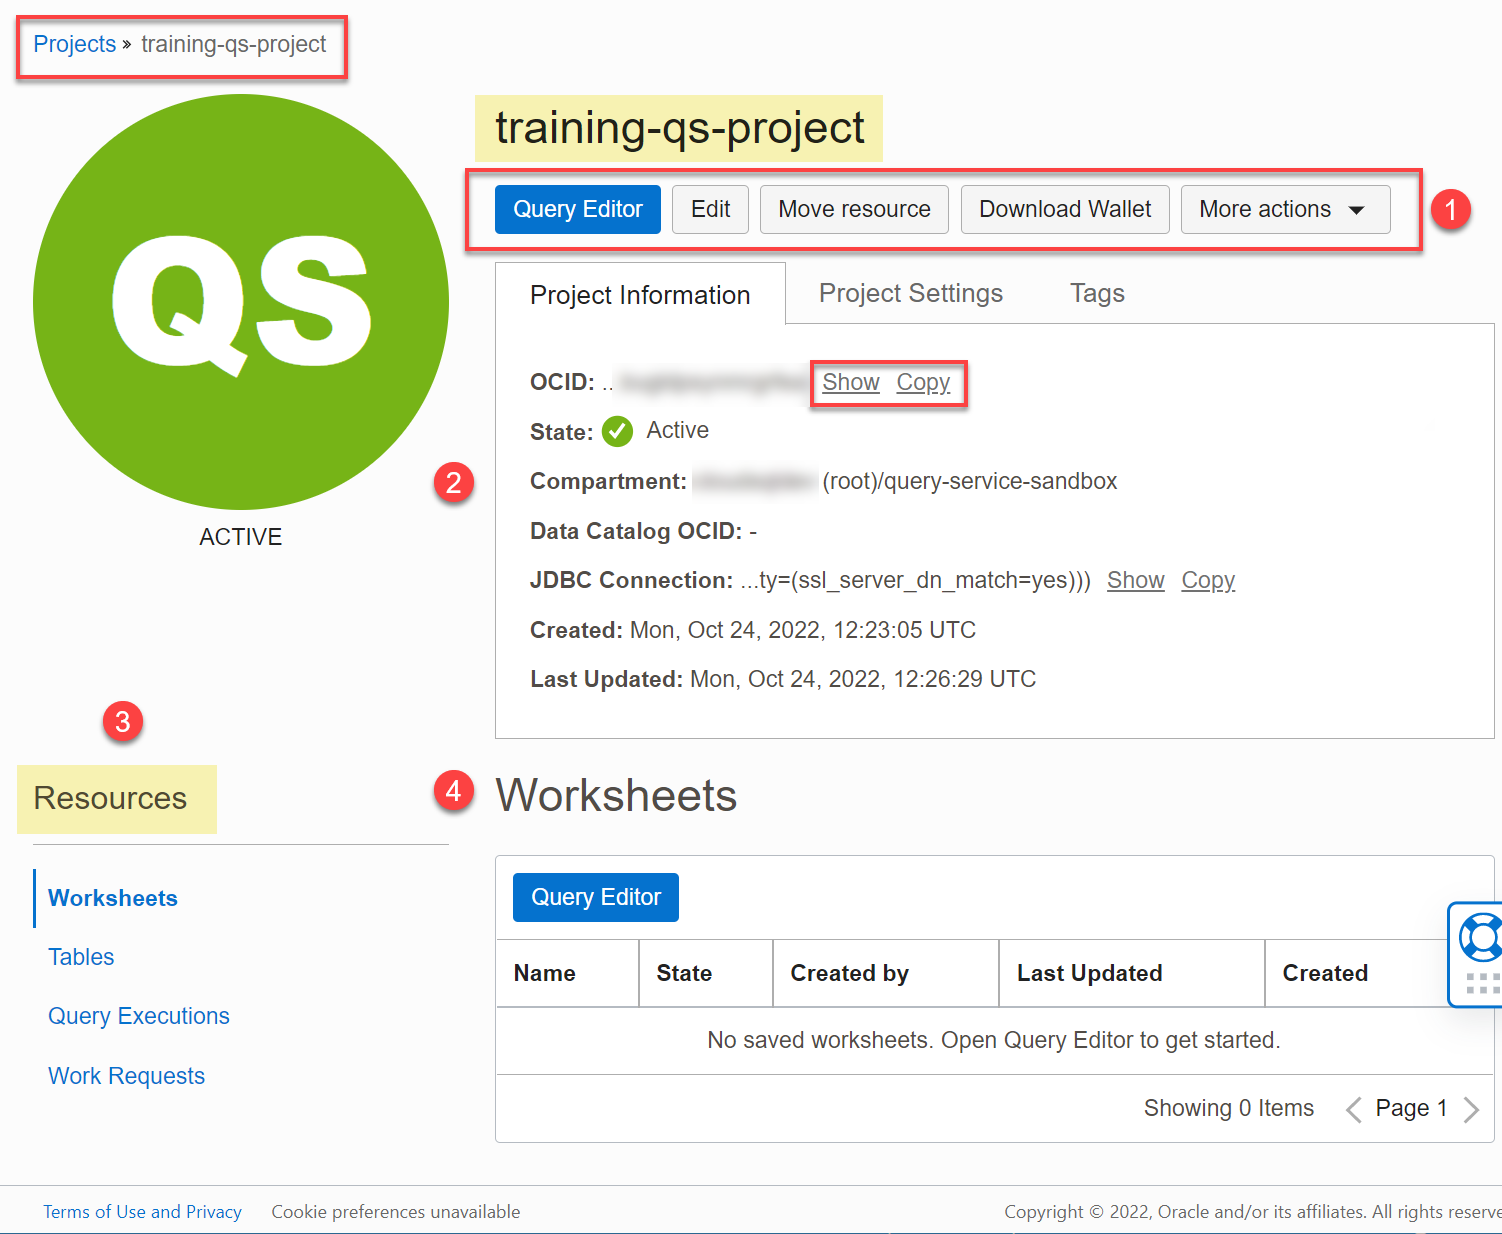 Projects » training-qs-project
QS
ACTIVE
training-qs-project
Query Editor Edit Move resource Download Wallet More actions
1
Project Information Project Settings Tags
OCID: .. Show Copy
State: Active
2
Compartment: (root)/query-service-sandbox
Data Catalog OCID: -
JDBC Connection: ...ty=(ssl_server_dn_match=yes))) Show Copy
Created: Mon, Oct 24, 2022, 12:23:05 UTC
Last Updated: Mon, Oct 24, 2022, 12:26:29 UTC
3
Resources
Worksheets
Tables
Query Executions
Work Requests
4
Worksheets
Query Editor
Name State Created by Last Updated Created
No saved worksheets. Open Query Editor to get started.
Showing 0 Items Page 1
Terms of Use and Privacy Cookie preferences unavailable
Copyright © 2022, Oracle and/or its affiliates. All rights reserve